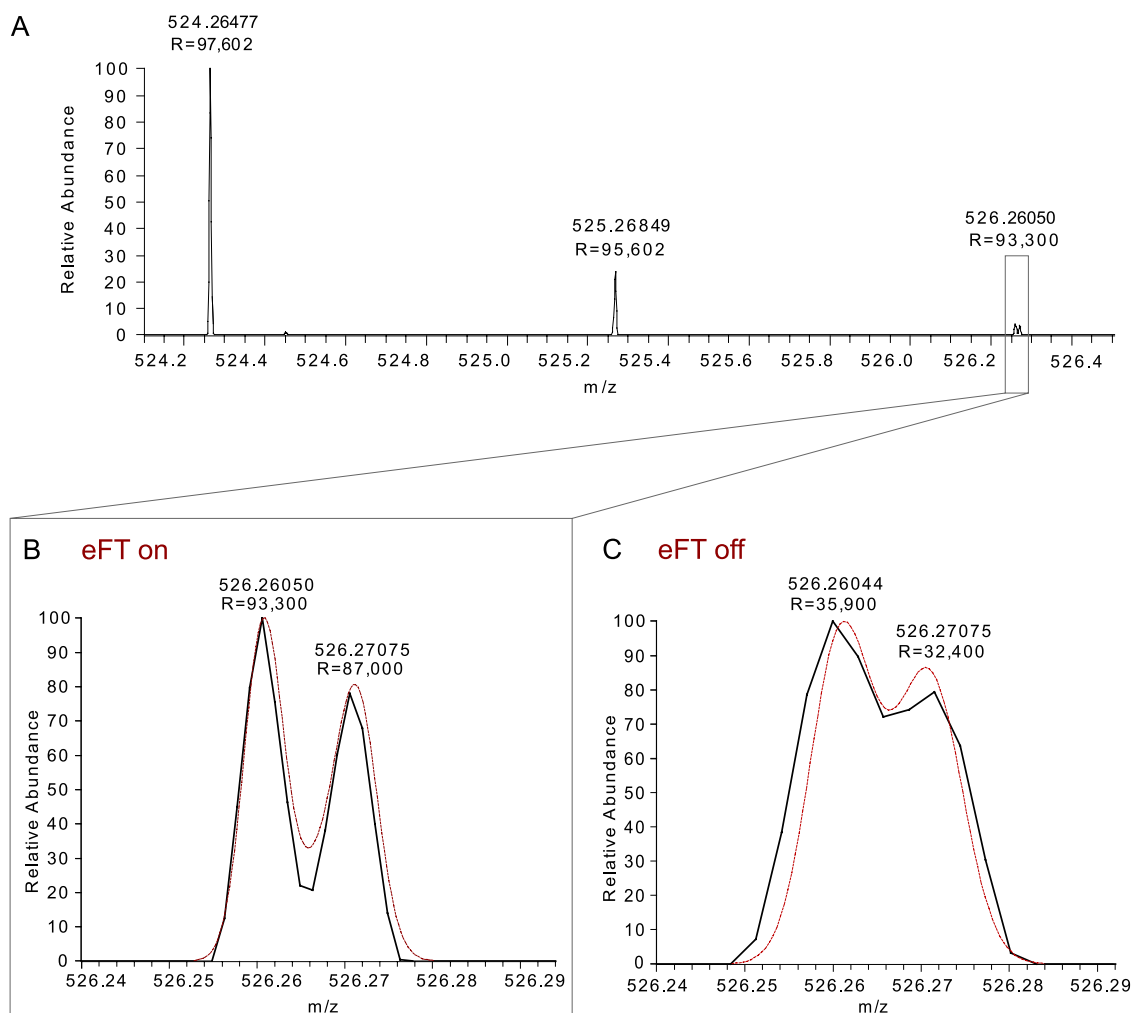 A
524.26477
R=97,602
Relative Abundance
100
90
80
70
60
50
40
30
20
10
0
525.26849
R=95,602
526.26050
R=93,300
524.2 524.4 524.6 524.8 525.0 525.2 525.4 525.6 525.8 526.0 526.2 526.4
m/z
B eFT on
526.26050
R=93,300
526.27075
R=87,000
Relative Abundance
100
90
80
70
60
50
40
30
20
10
0
526.24 526.25 526.26 526.27 526.28 526.29
m/z
C eFT off
526.26044
R=35,900
526.27075
R=32,400
Relative Abundance
100
90
80
70
60
50
40
30
20
10
0
526.24 526.25 526.26 526.27 526.28 526.29
m/z